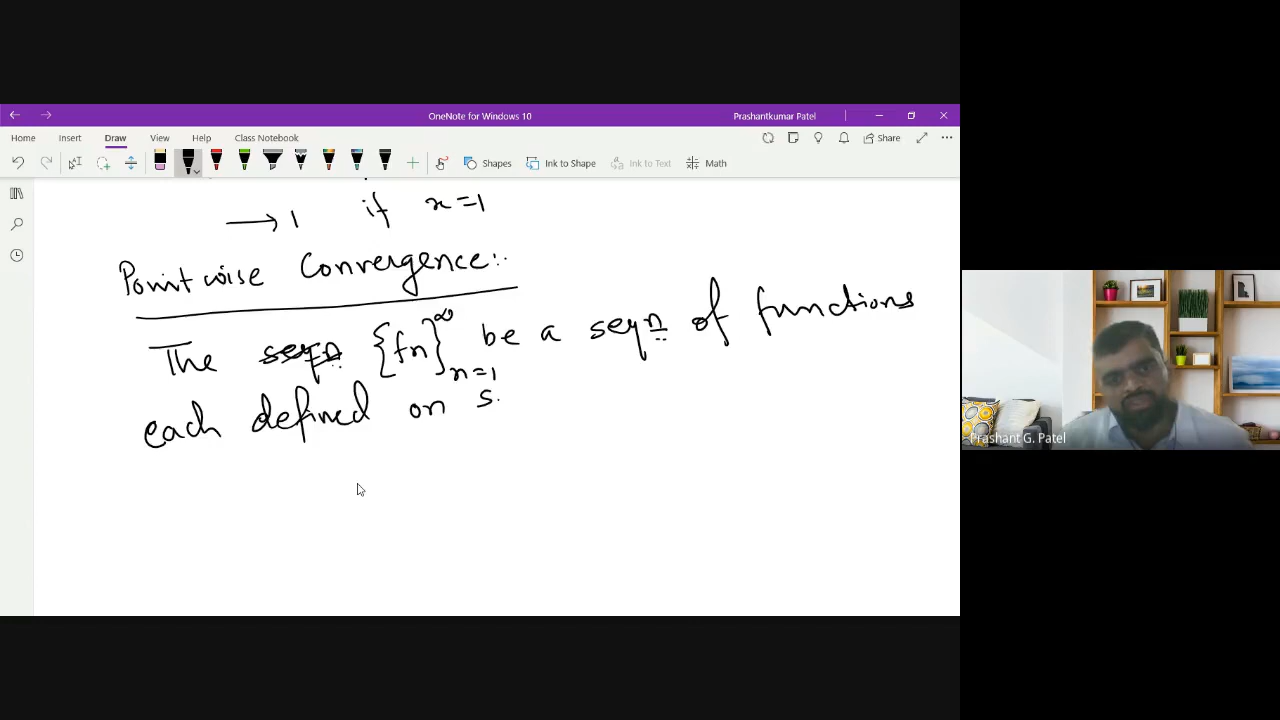 OneNote for Windows 10
Prashantkumar Patel
Home Insert Draw View Help Class Notebook
Share
Shapes Ink to Shape Ink to Text Math
→ 1 if x=1
Pointwise Convergence:.
The seqn {fn}∞n=1 be a seqn of functions
each defined on S.
Prashant G. Patel